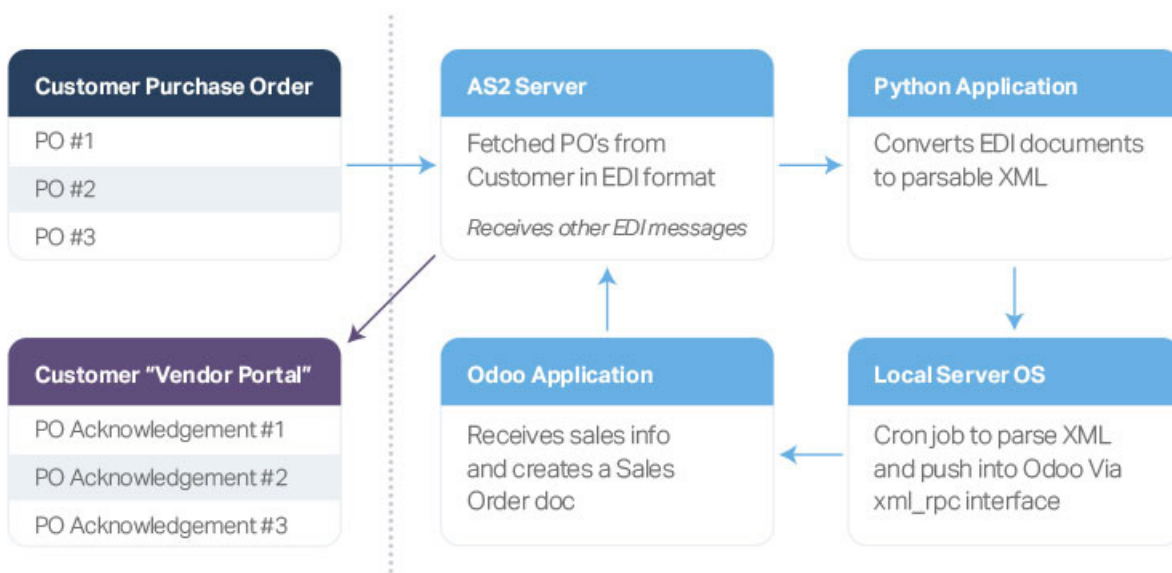 Customer Purchase Order
PO #1
PO #2
PO #3
AS2 Server
Fetched PO's from
Customer in EDI format
Receives other EDI messages
Python Application
Converts EDI documents
to parsable XML
Customer “Vendor Portal”
PO Acknowledgement #1
PO Acknowledgement #2
PO Acknowledgement #3
Odoo Application
Receives sales info
and creates a Sales
Order doc
Local Server OS
Cron job to parse XML
and push into Odoo Via
xml_rpc interface